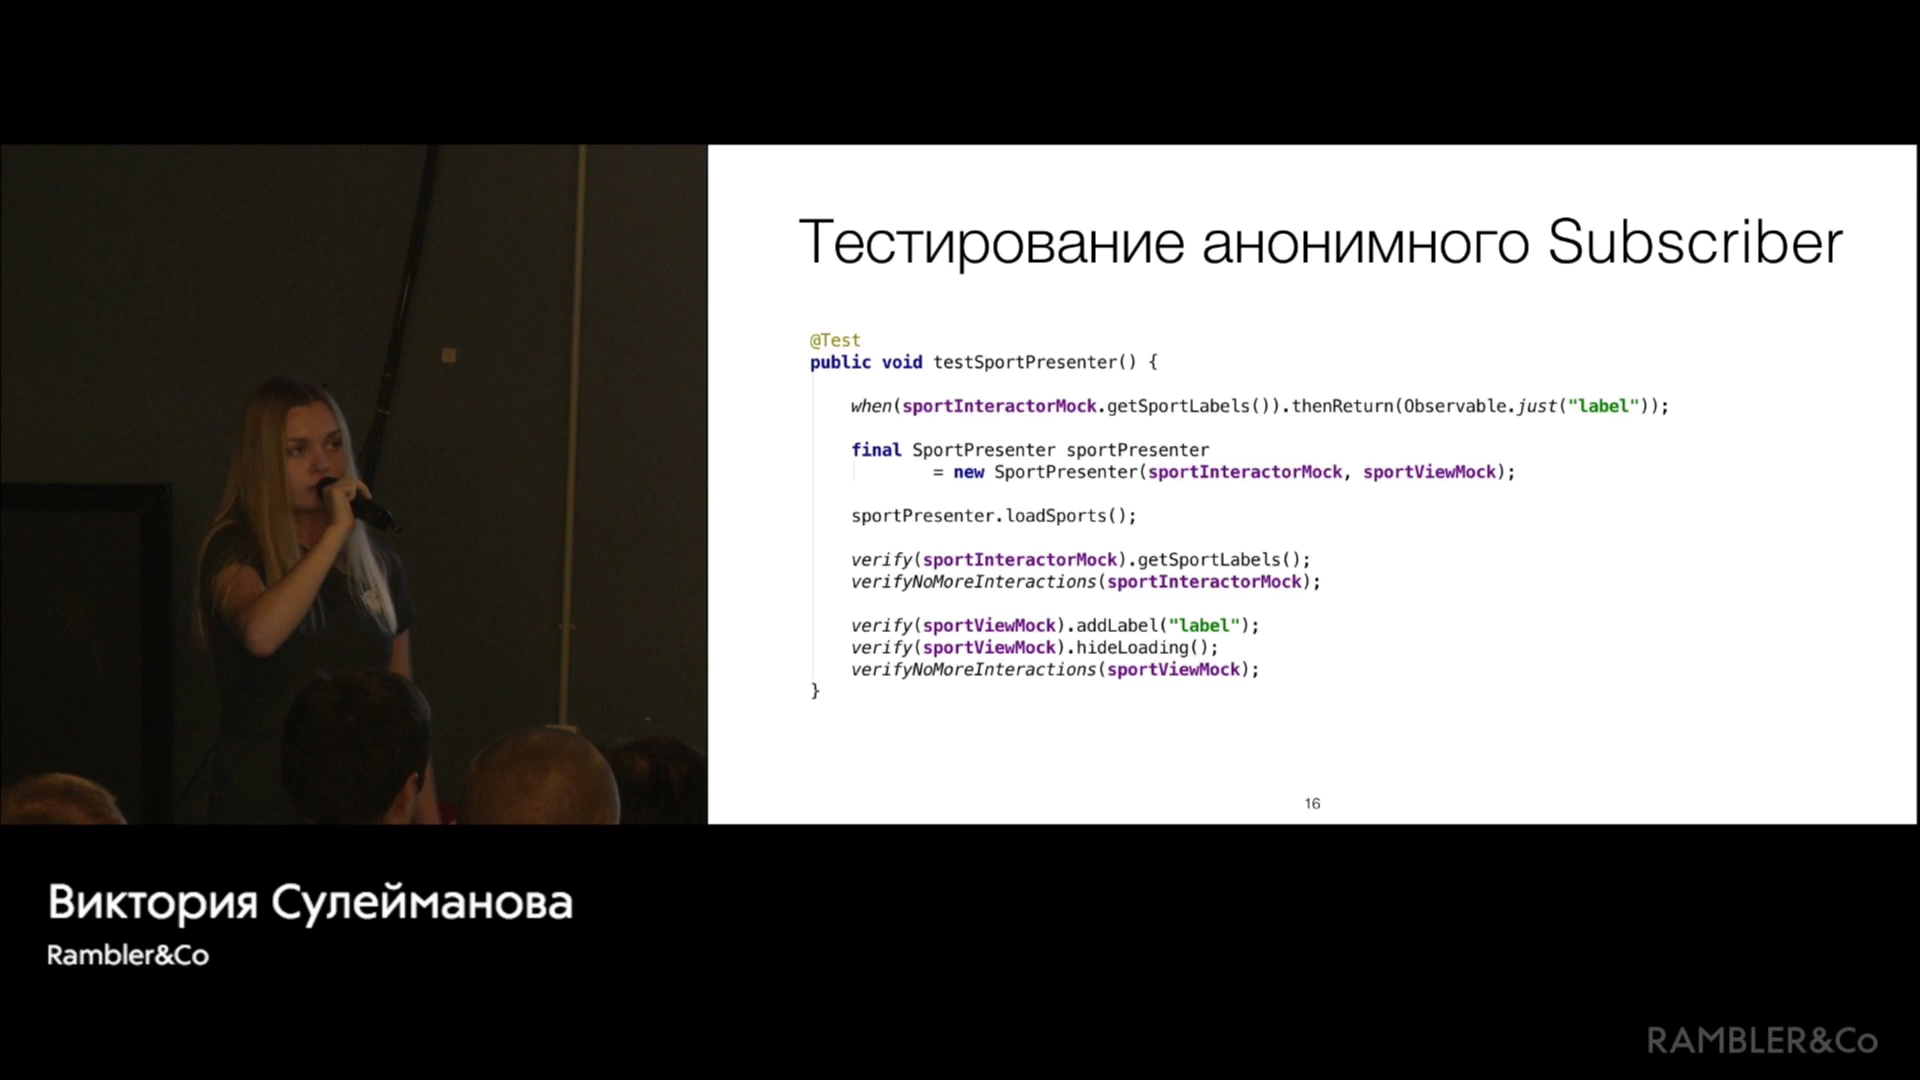 Тестирование анонимного Subscriber
@Test
public void testSportPresenter() {
when(sportInteractorMock.getSportLabels()).thenReturn(Observable.just("label"));
final SportPresenter sportPresenter
= new SportPresenter(sportInteractorMock, sportViewMock);
sportPresenter.loadSports();
verify(sportInteractorMock).getSportLabels();
verifyNoMoreInteractions(sportInteractorMock);
verify(sportViewMock).addLabel("label");
verify(sportViewMock).hideLoading();
verifyNoMoreInteractions(sportViewMock);
}
16
Виктория Сулейманова
Rambler&Co
RAMBLER&Co